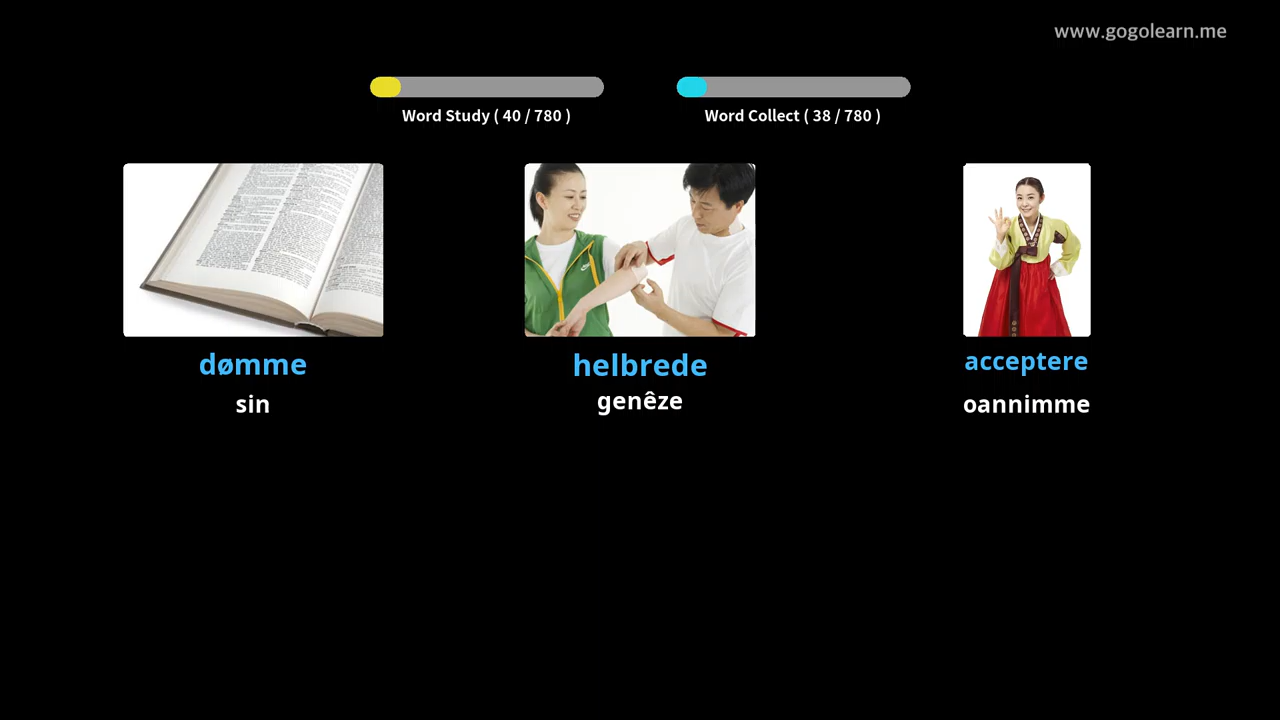 www.gogolearn.me
Word Study ( 40 / 780 )
Word Collect ( 38 / 780 )
dømme
helbrede
acceptere
sin
genêze
oannimme